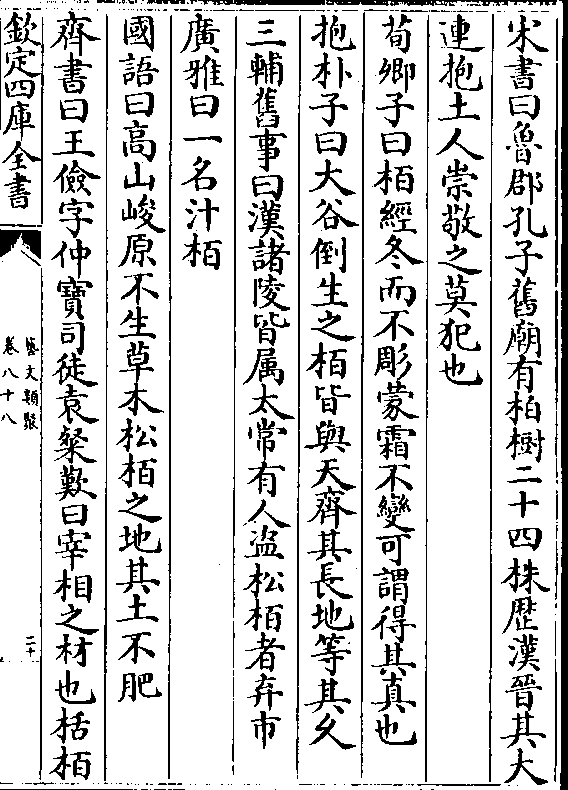 宋書曰魯郡孔子舊廟有柏樹二十四株歴漢晉其大
連抱土人崇敬之莫犯也
荀卿子曰栢經冬而不彫蒙霜不變可謂得其真也
抱朴子曰大谷倒生之栢皆與天齊其長地等其久
三輔舊事曰漢諸陵皆属太常有人盗松栢者弃市
廣雅曰一名汁栢
國語曰高山峻原不生草木松栢之地其土不肥
齊書曰王儉字仲寳司徒袁粲歎曰宰相之材也栝栢
欽定四庫全書
藝文類聚
卷八十八
二十